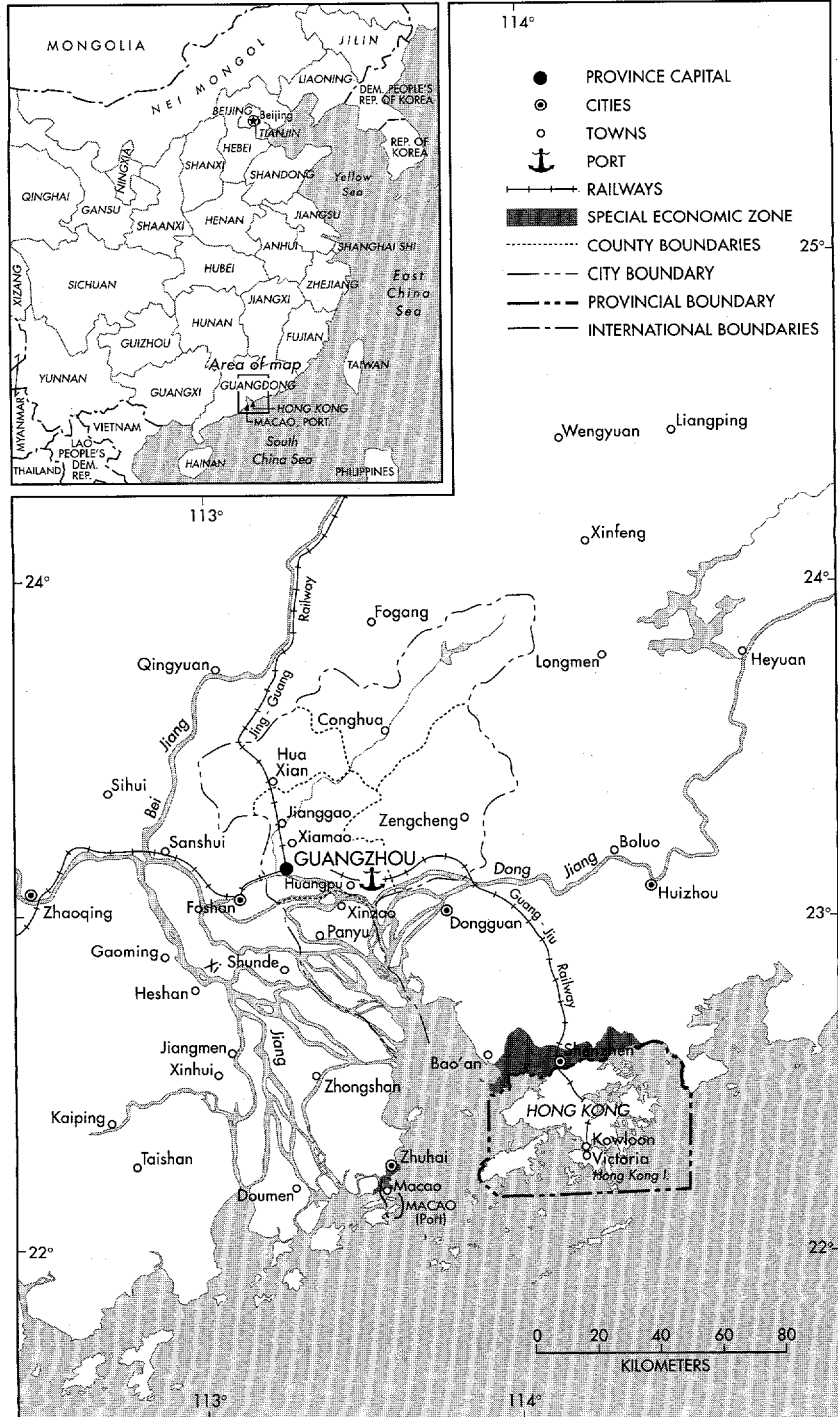 MONGOLIA
JILIN
NEI MONGOL
LIAONING
DEM. PEOPLE'S
REP. OF KOREA
BEIJING
Beijing
TIANJIN
HEBEI
REP. OF
KOREA
NINGXIA
SHANXI
SHANDONG
Yellow
Sea
QINGHAI
GANSU
SHAANXI
HENAN
JIANGSU
ANHUI
SHANGHAI SHI
XIZANG
SICHUAN
HUBEI
ZHEJIANG
East
China
Sea
JIANGXI
HUNAN
GUIZHOU
FUJIAN
Area of map
TAIWAN
YUNNAN
GUANGXI
GUANGDONG
HONG KONG
MACAO, PORT.
MYANMAR
VIETNAM
LAO
PEOPLE'S
DEM.
REP.
THAILAND
South
China Sea
HAINAN
PHILIPPINES
114°
PROVINCE CAPITAL
CITIES
TOWNS
PORT
RAILWAYS
SPECIAL ECONOMIC ZONE
COUNTY BOUNDARIES
CITY BOUNDARY
PROVINCIAL BOUNDARY
INTERNATIONAL BOUNDARIES
25°
Wengyuan
Liangping
113°
Xinfeng
24°
24°
Railway
Fogang
Longmen
Heyuan
Qingyuan
Jing - Guang
Jiang
Conghua
Hua
Xian
Sihui
Bei
Jianggao
Zengcheng
Xiamao
Sanshui
Boluo
GUANGZHOU
Dong
Jiang
Huangpu
Huizhou
Zhaoqing
Foshan
Xinzao
Dongguan
Guang - Jiu
Railway
23°
Panyu
Gaoming
Xi
Shunde
Heshan
Jiang
Jiangmen
Bao'an
Shenzhen
Xinhui
Zhongshan
HONG KONG
Kaiping
Kowloon
Taishan
Zhuhai
Victoria
Hong Kong I.
Doumen
Macao
MACAO
(Port)
22°
22°
0 20 40 60 80
KILOMETERS
113°
114°